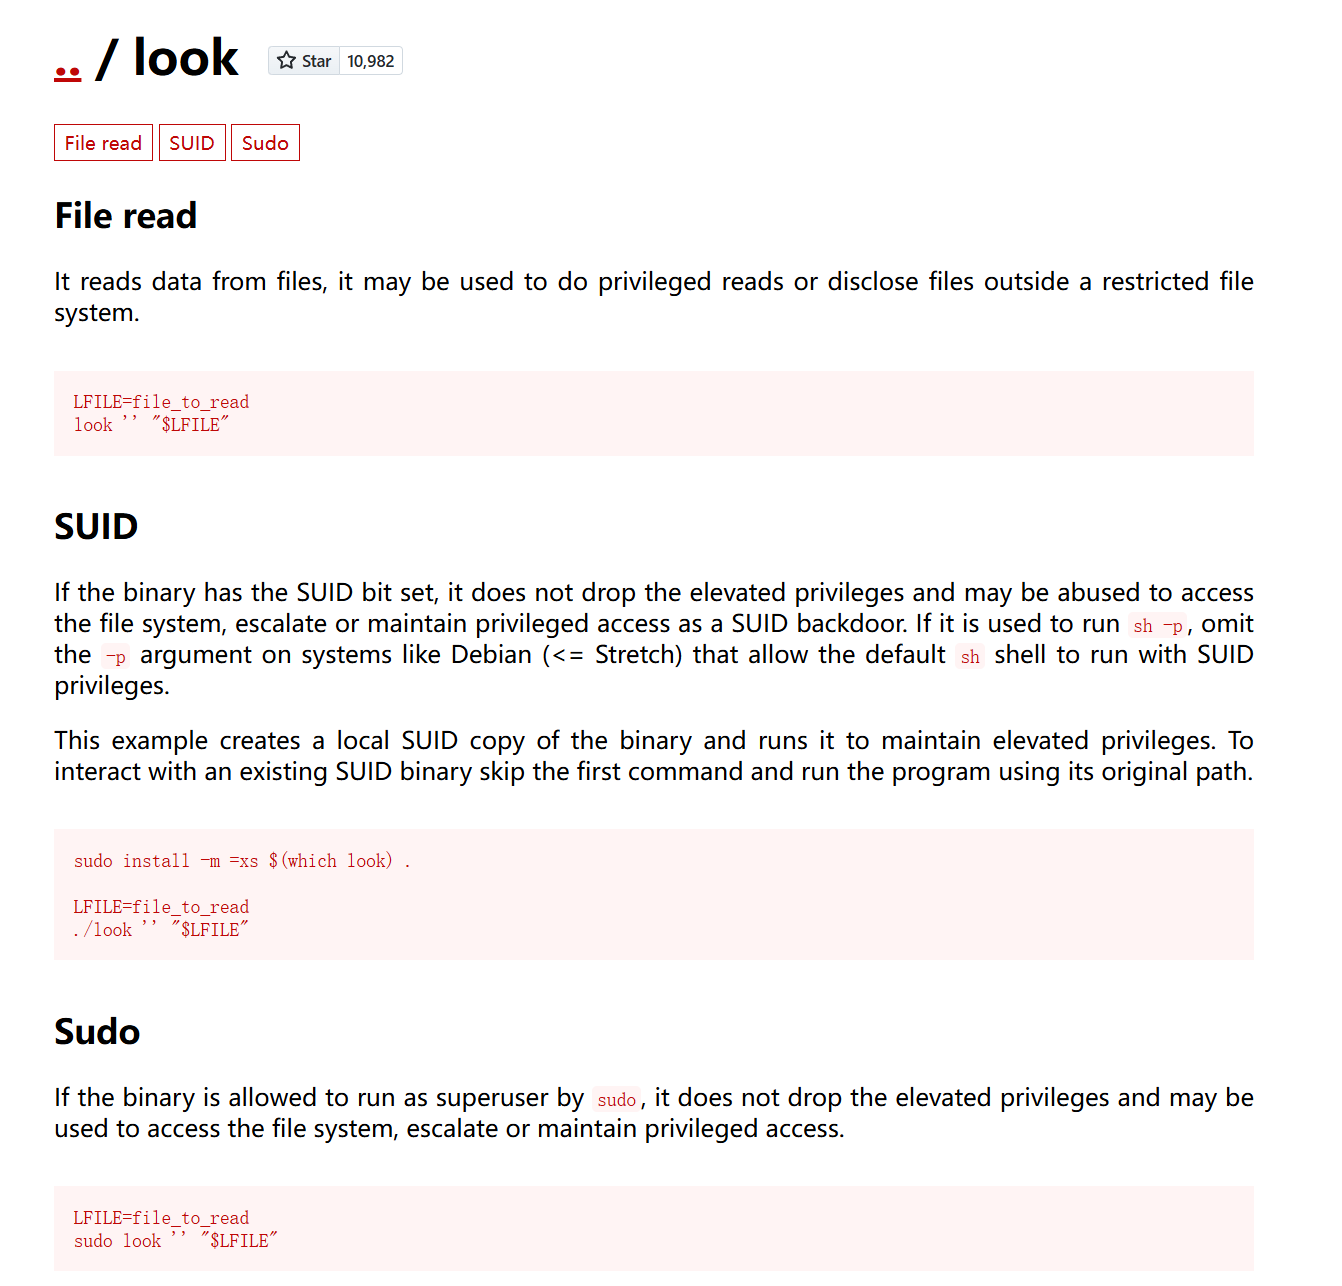 .. / look
Star 10,982
File read SUID Sudo
File read
It reads data from files, it may be used to do privileged reads or disclose files outside a restricted file
system.
LFILE=file_to_read
look '' "$LFILE"
SUID
If the binary has the SUID bit set, it does not drop the elevated privileges and may be abused to access
the file system, escalate or maintain privileged access as a SUID backdoor. If it is used to run sh -p, omit
the -p argument on systems like Debian (<= Stretch) that allow the default sh shell to run with SUID
privileges.
This example creates a local SUID copy of the binary and runs it to maintain elevated privileges. To
interact with an existing SUID binary skip the first command and run the program using its original path.
sudo install -m =xs $(which look) .
LFILE=file_to_read
./look '' "$LFILE"
Sudo
If the binary is allowed to run as superuser by sudo, it does not drop the elevated privileges and may be
used to access the file system, escalate or maintain privileged access.
LFILE=file_to_read
sudo look '' "$LFILE"